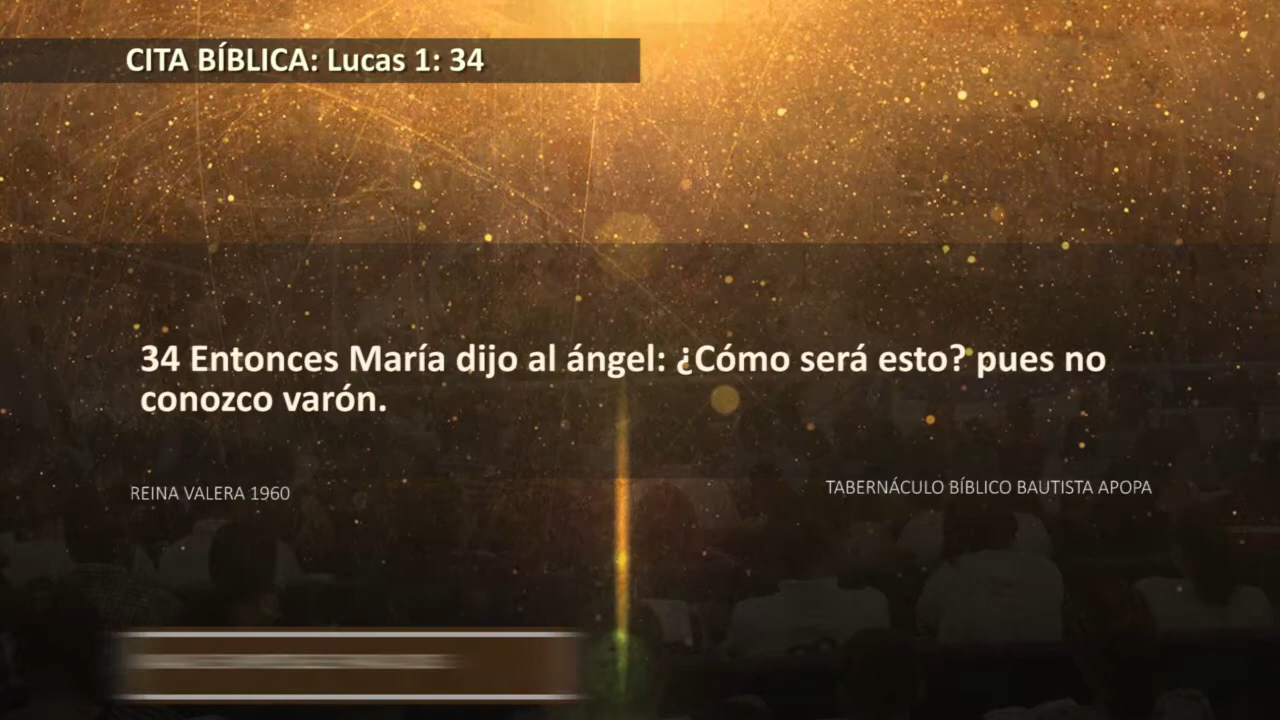 CITA BÍBLICA: Lucas 1: 34
34 Entonces María dijo al ángel: ¿Cómo será esto? pues no
conozco varón.
REINA VALERA 1960
TABERNÁCULO BÍBLICO BAUTISTA APOPA